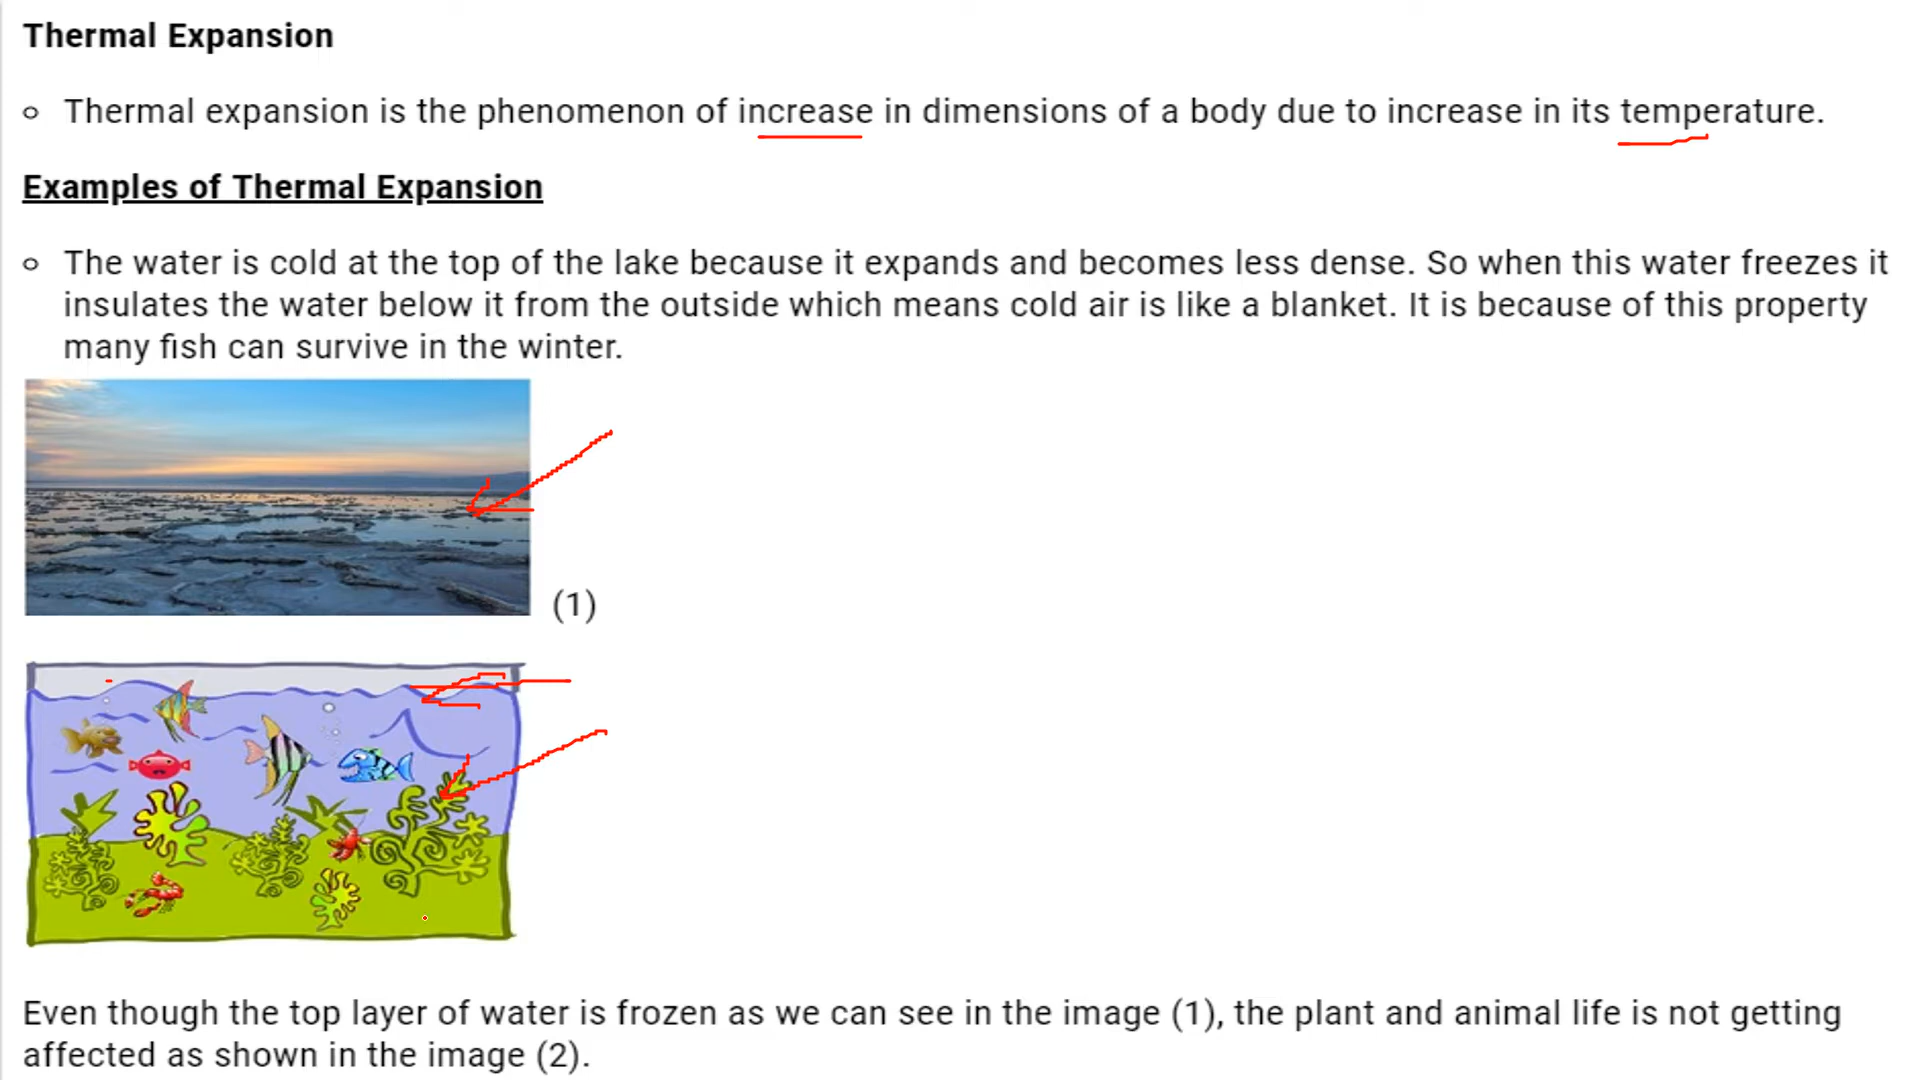 Thermal Expansion
Thermal expansion is the phenomenon of increase in dimensions of a body due to increase in its temperature.
Examples of Thermal Expansion
The water is cold at the top of the lake because it expands and becomes less dense. So when this water freezes it
insulates the water below it from the outside which means cold air is like a blanket. It is because of this property
many fish can survive in the winter.
(1)
Even though the top layer of water is frozen as we can see in the image (1), the plant and animal life is not getting
affected as shown in the image (2).